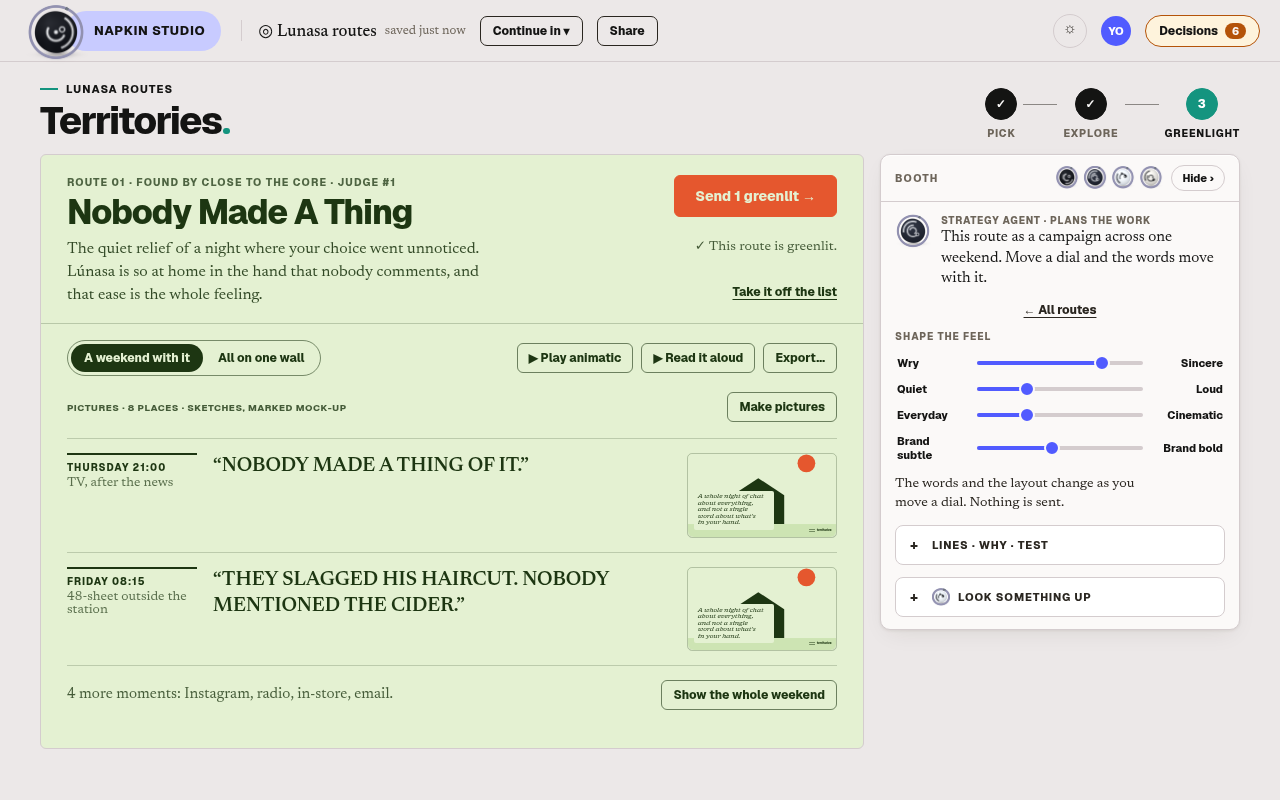 NAPKIN STUDIO
◎ Lunasa routes saved just now
Continue in ▾
Share
YO
Decisions 6
LUNASA ROUTES
Territories.
✓
PICK
✓
EXPLORE
3
GREENLIGHT
ROUTE 01 · FOUND BY CLOSE TO THE CORE · JUDGE #1
Nobody Made A Thing
The quiet relief of a night where your choice went unnoticed.
Lúnasa is so at home in the hand that nobody comments, and
that ease is the whole feeling.
Send 1 greenlit →
✓ This route is greenlit.
Take it off the list
A weekend with it
All on one wall
▶ Play animatic
▶ Read it aloud
Export...
PICTURES · 8 PLACES · SKETCHES, MARKED MOCK-UP
Make pictures
THURSDAY 21:00
TV, after the news
“NOBODY MADE A THING OF IT.”
A whole night of chat
about everything,
and not a single
word about what's
in your hand.
FRIDAY 08:15
48-sheet outside the
station
“THEY SLAGGED HIS HAIRCUT. NOBODY
MENTIONED THE CIDER.”
A whole night of chat
about everything,
and not a single
word about what's
in your hand.
4 more moments: Instagram, radio, in-store, email.
Show the whole weekend
BOOTH
Hide ›
STRATEGY AGENT · PLANS THE WORK
This route as a campaign across one
weekend. Move a dial and the words move
with it.
← All routes
SHAPE THE FEEL
Wry Sincere
Quiet Loud
Everyday Cinematic
Brand
subtle
Brand bold
The words and the layout change as you
move a dial. Nothing is sent.
+ LINES · WHY · TEST
+ LOOK SOMETHING UP